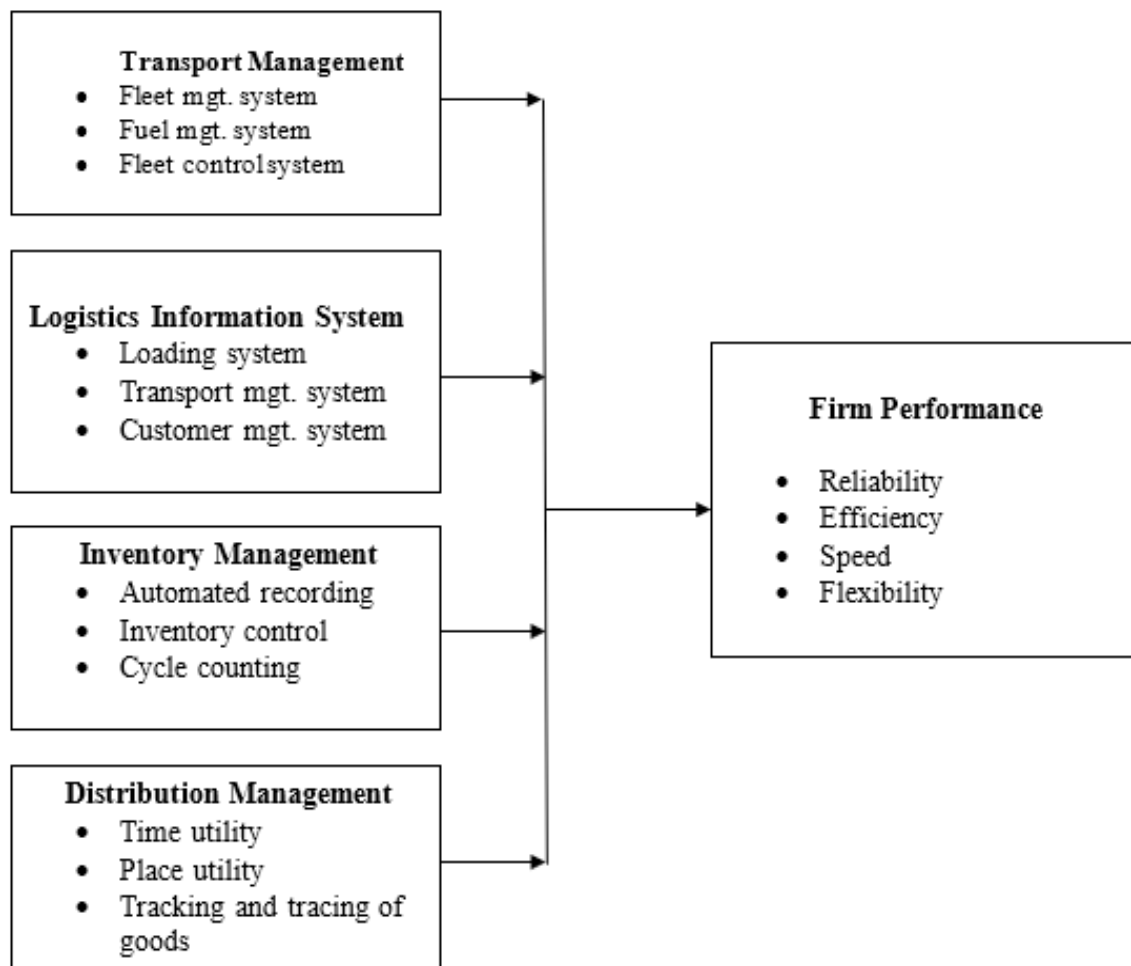 Transport Management
• Fleet mgt. system
• Fuel mgt. system
• Fleet control system
Logistics Information System
• Loading system
• Transport mgt. system
• Customer mgt. system
Inventory Management
• Automated recording
• Inventory control
• Cycle counting
Distribution Management
• Time utility
• Place utility
• Tracking and tracing of
goods
Firm Performance
• Reliability
• Efficiency
• Speed
• Flexibility